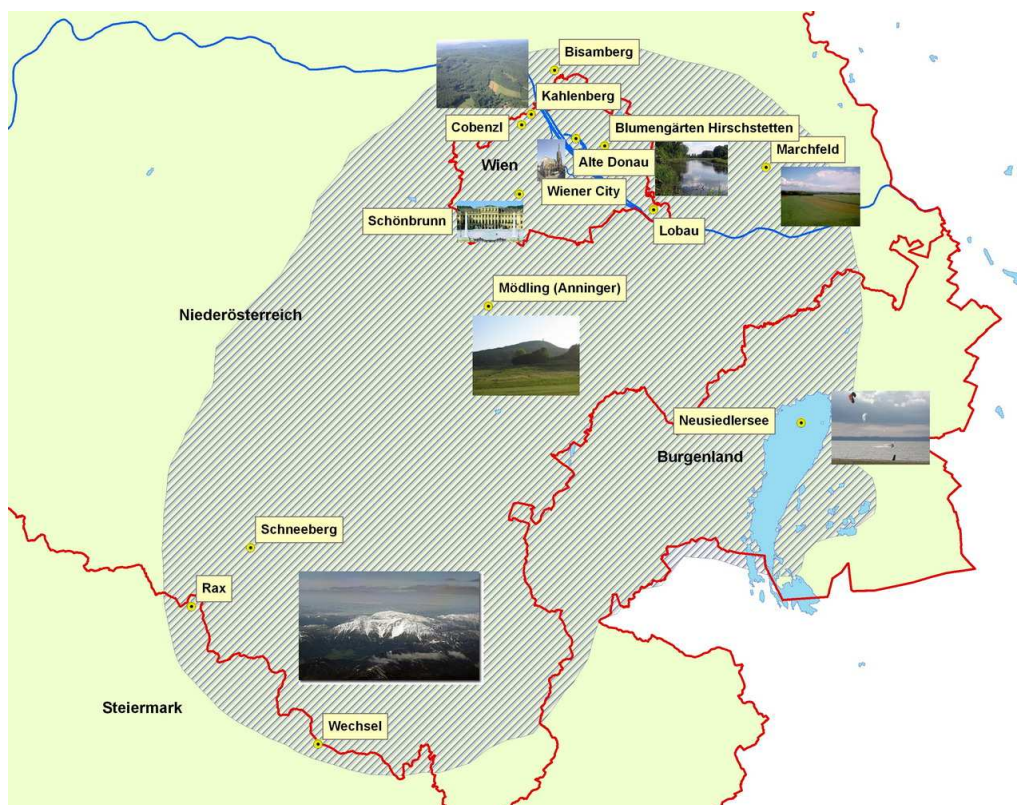 Bisamberg
Kahlenberg
Cobenzl
Blumengärten Hirschstetten
Wien
Alte Donau
Marchfeld
Wiener City
Schönbrunn
Lobau
Mödling (Anninger)
Niederösterreich
Neusiedlersee
Burgenland
Schneeberg
Rax
Steiermark
Wechsel